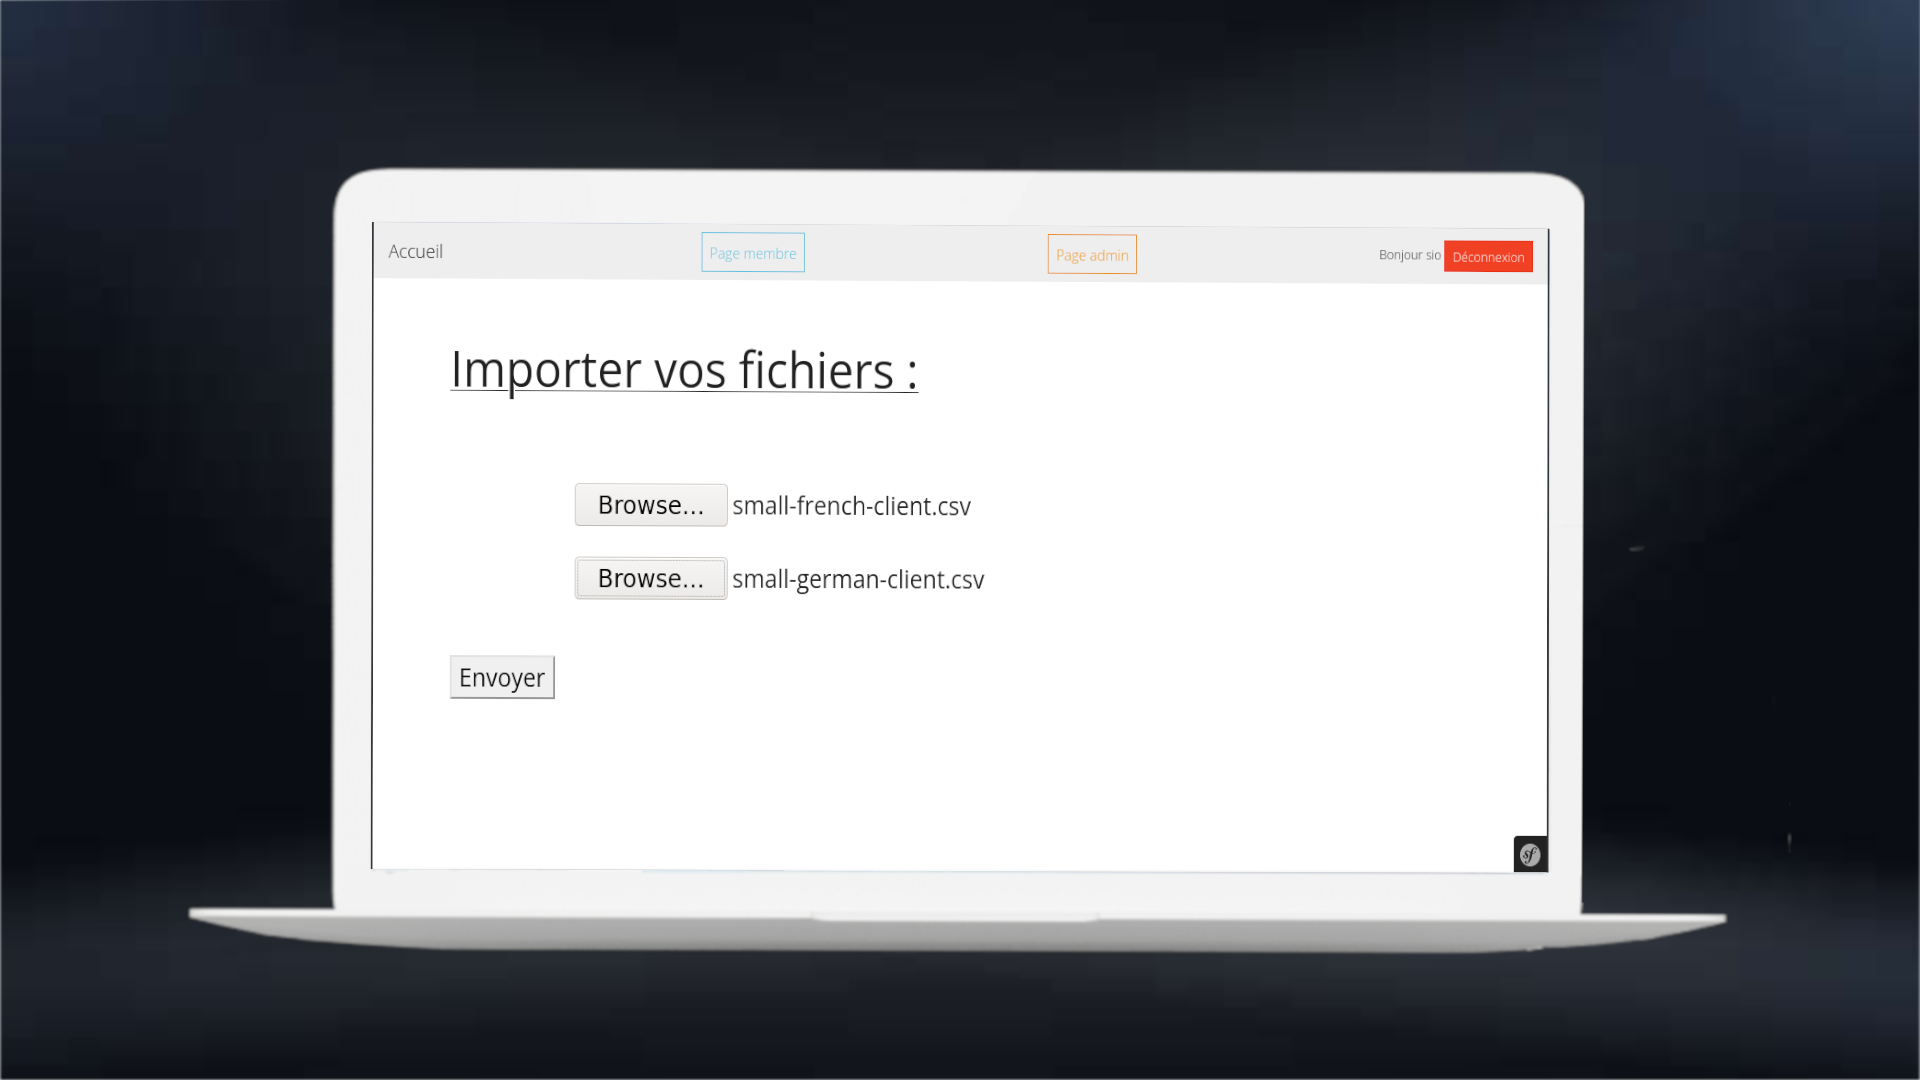 Accueil
Page membre
Page admin
Bonjour sio
Déconnexion
Importer vos fichiers :
Browse... small-french-client.csv
Browse... small-german-client.csv
Envoyer
sf